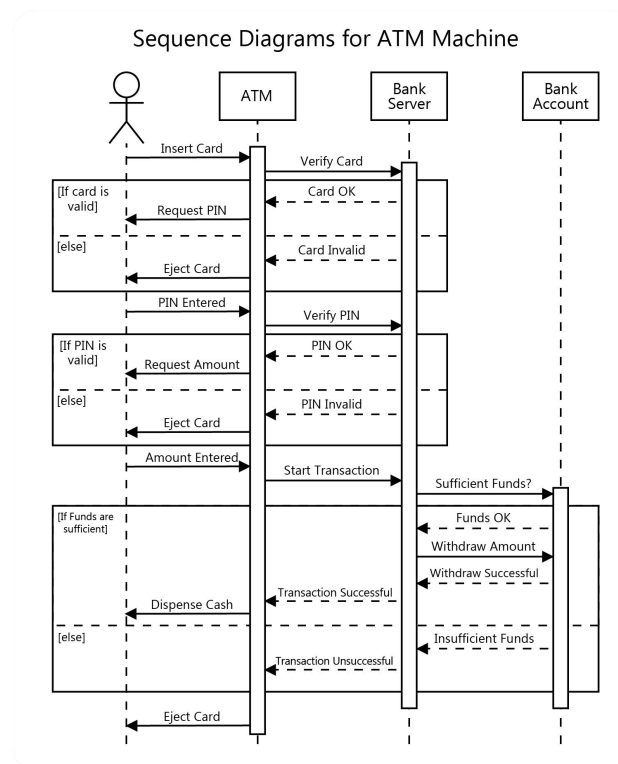 Sequence Diagrams for ATM Machine
ATM
Bank
Server
Bank
Account
Insert Card
Verify Card
[If card is
valid]
Card OK
Request PIN
[else]
Card Invalid
Eject Card
PIN Entered
Verify PIN
[If PIN is
valid]
PIN OK
Request Amount
[else]
PIN Invalid
Eject Card
Amount Entered
Start Transaction
Sufficient Funds?
[If Funds are
sufficient]
Funds OK
Withdraw Amount
Withdraw Successful
Transaction Successful
Dispense Cash
[else]
Insufficient Funds
Transaction Unsuccessful
Eject Card